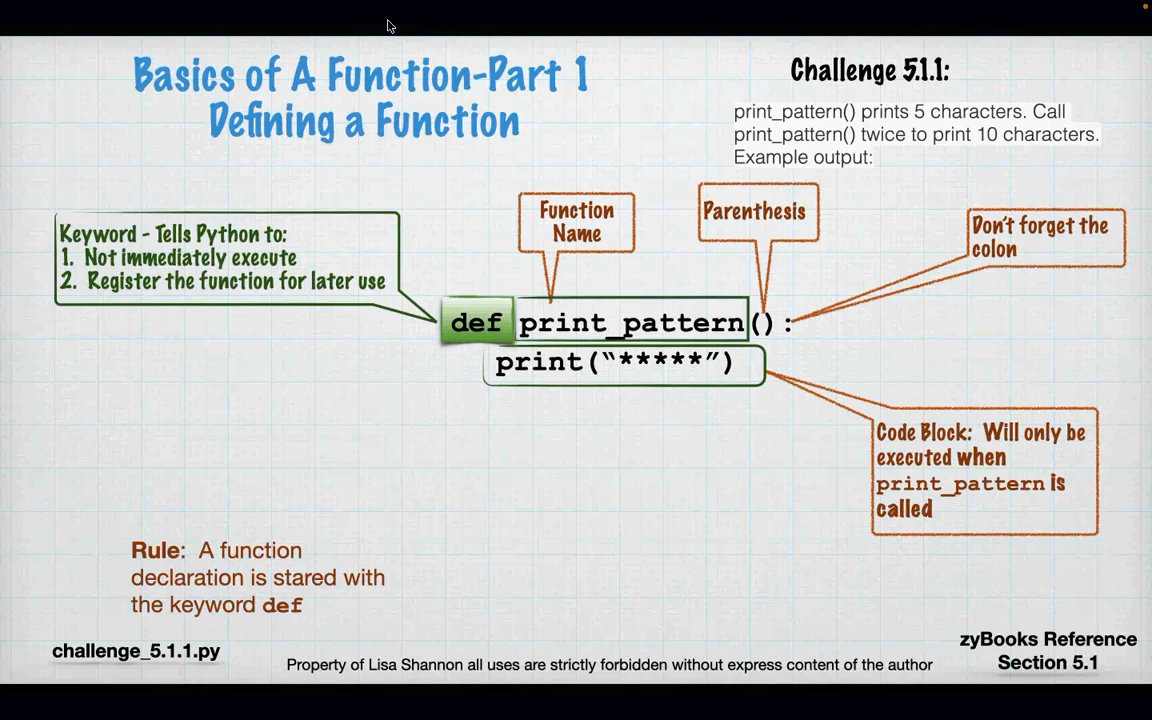 Basics of A Function-Part 1
Defining a Function
Challenge 5.1.1:
print_pattern() prints 5 characters. Call
print_pattern() twice to print 10 characters.
Example output:
Keyword - Tells Python to:
1. Not immediately execute
2. Register the function for later use
Function
Name
Parenthesis
Don't forget the
colon
def print_pattern():
print(“*****”)
Code Block: Will only be
executed when
print_pattern is
called
Rule: A function
declaration is stared with
the keyword def
challenge_5.1.1.py
Property of Lisa Shannon all uses are strictly forbidden without express content of the author
zyBooks Reference
Section 5.1